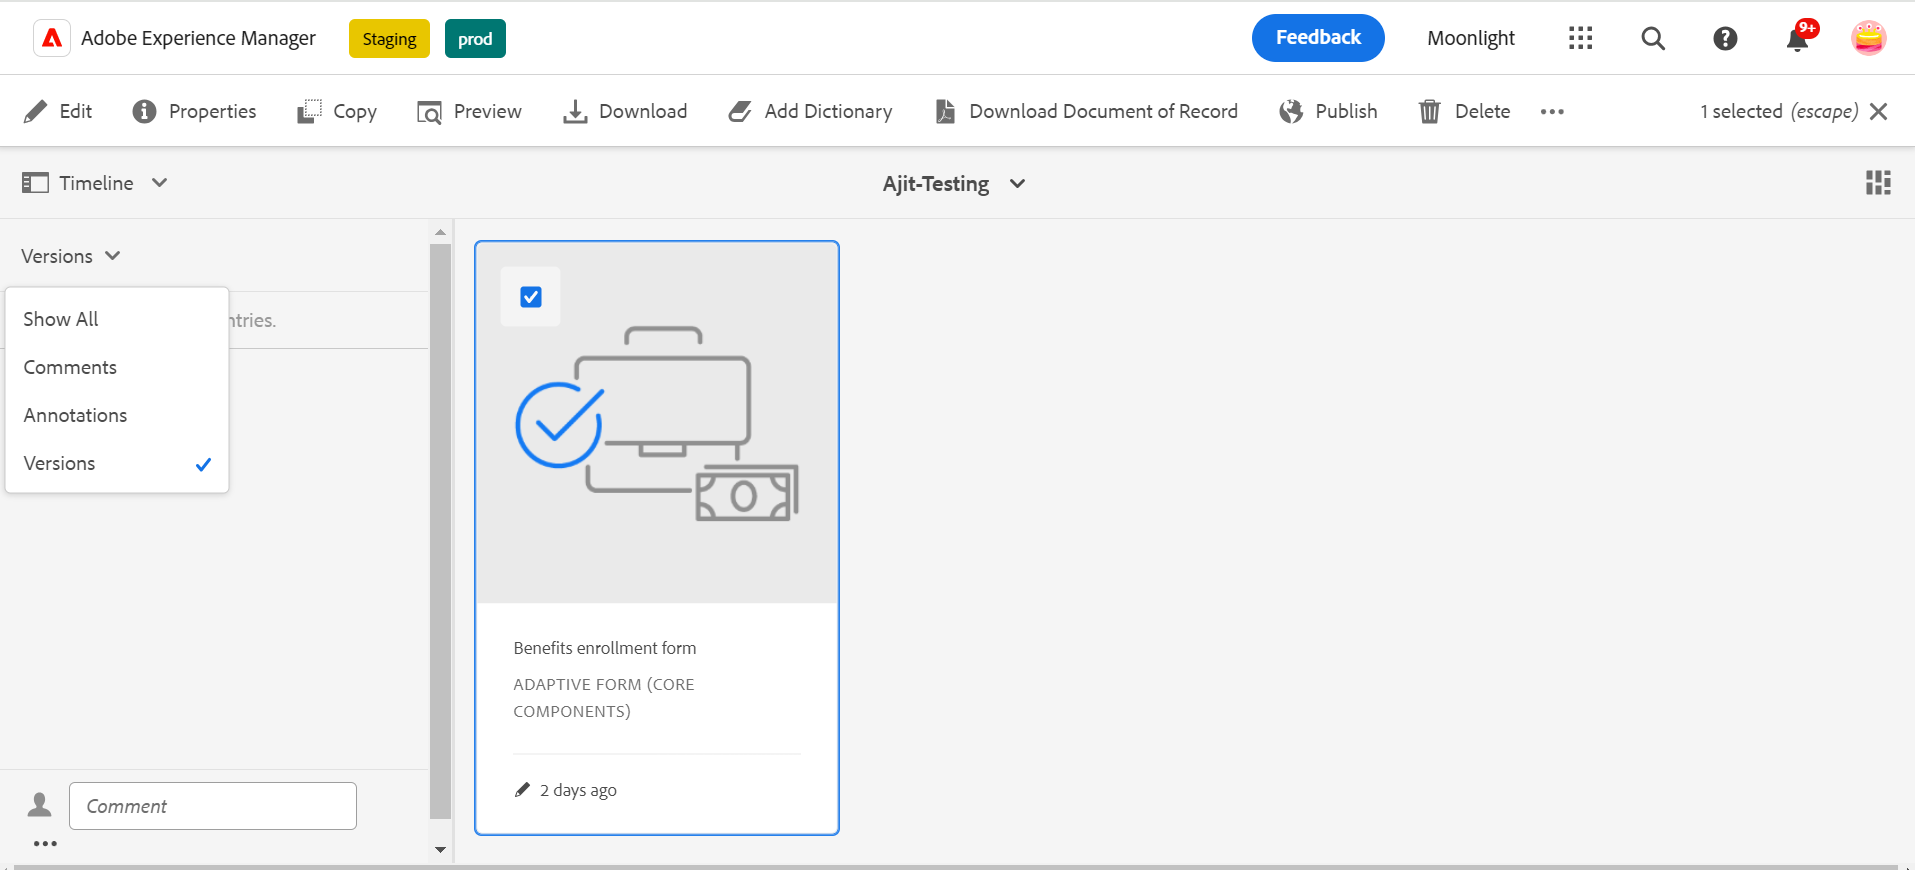 Adobe Experience Manager Staging prod Feedback Moonlight 9+
Edit Properties Copy Preview Download Add Dictionary Download Document of Record Publish Delete 1 selected (escape)
Timeline Ajit-Testing
Versions
Show All
ntries.
Comments
Annotations
Versions
Benefits enrollment form
ADAPTIVE FORM (CORE
COMPONENTS)
2 days ago
Comment